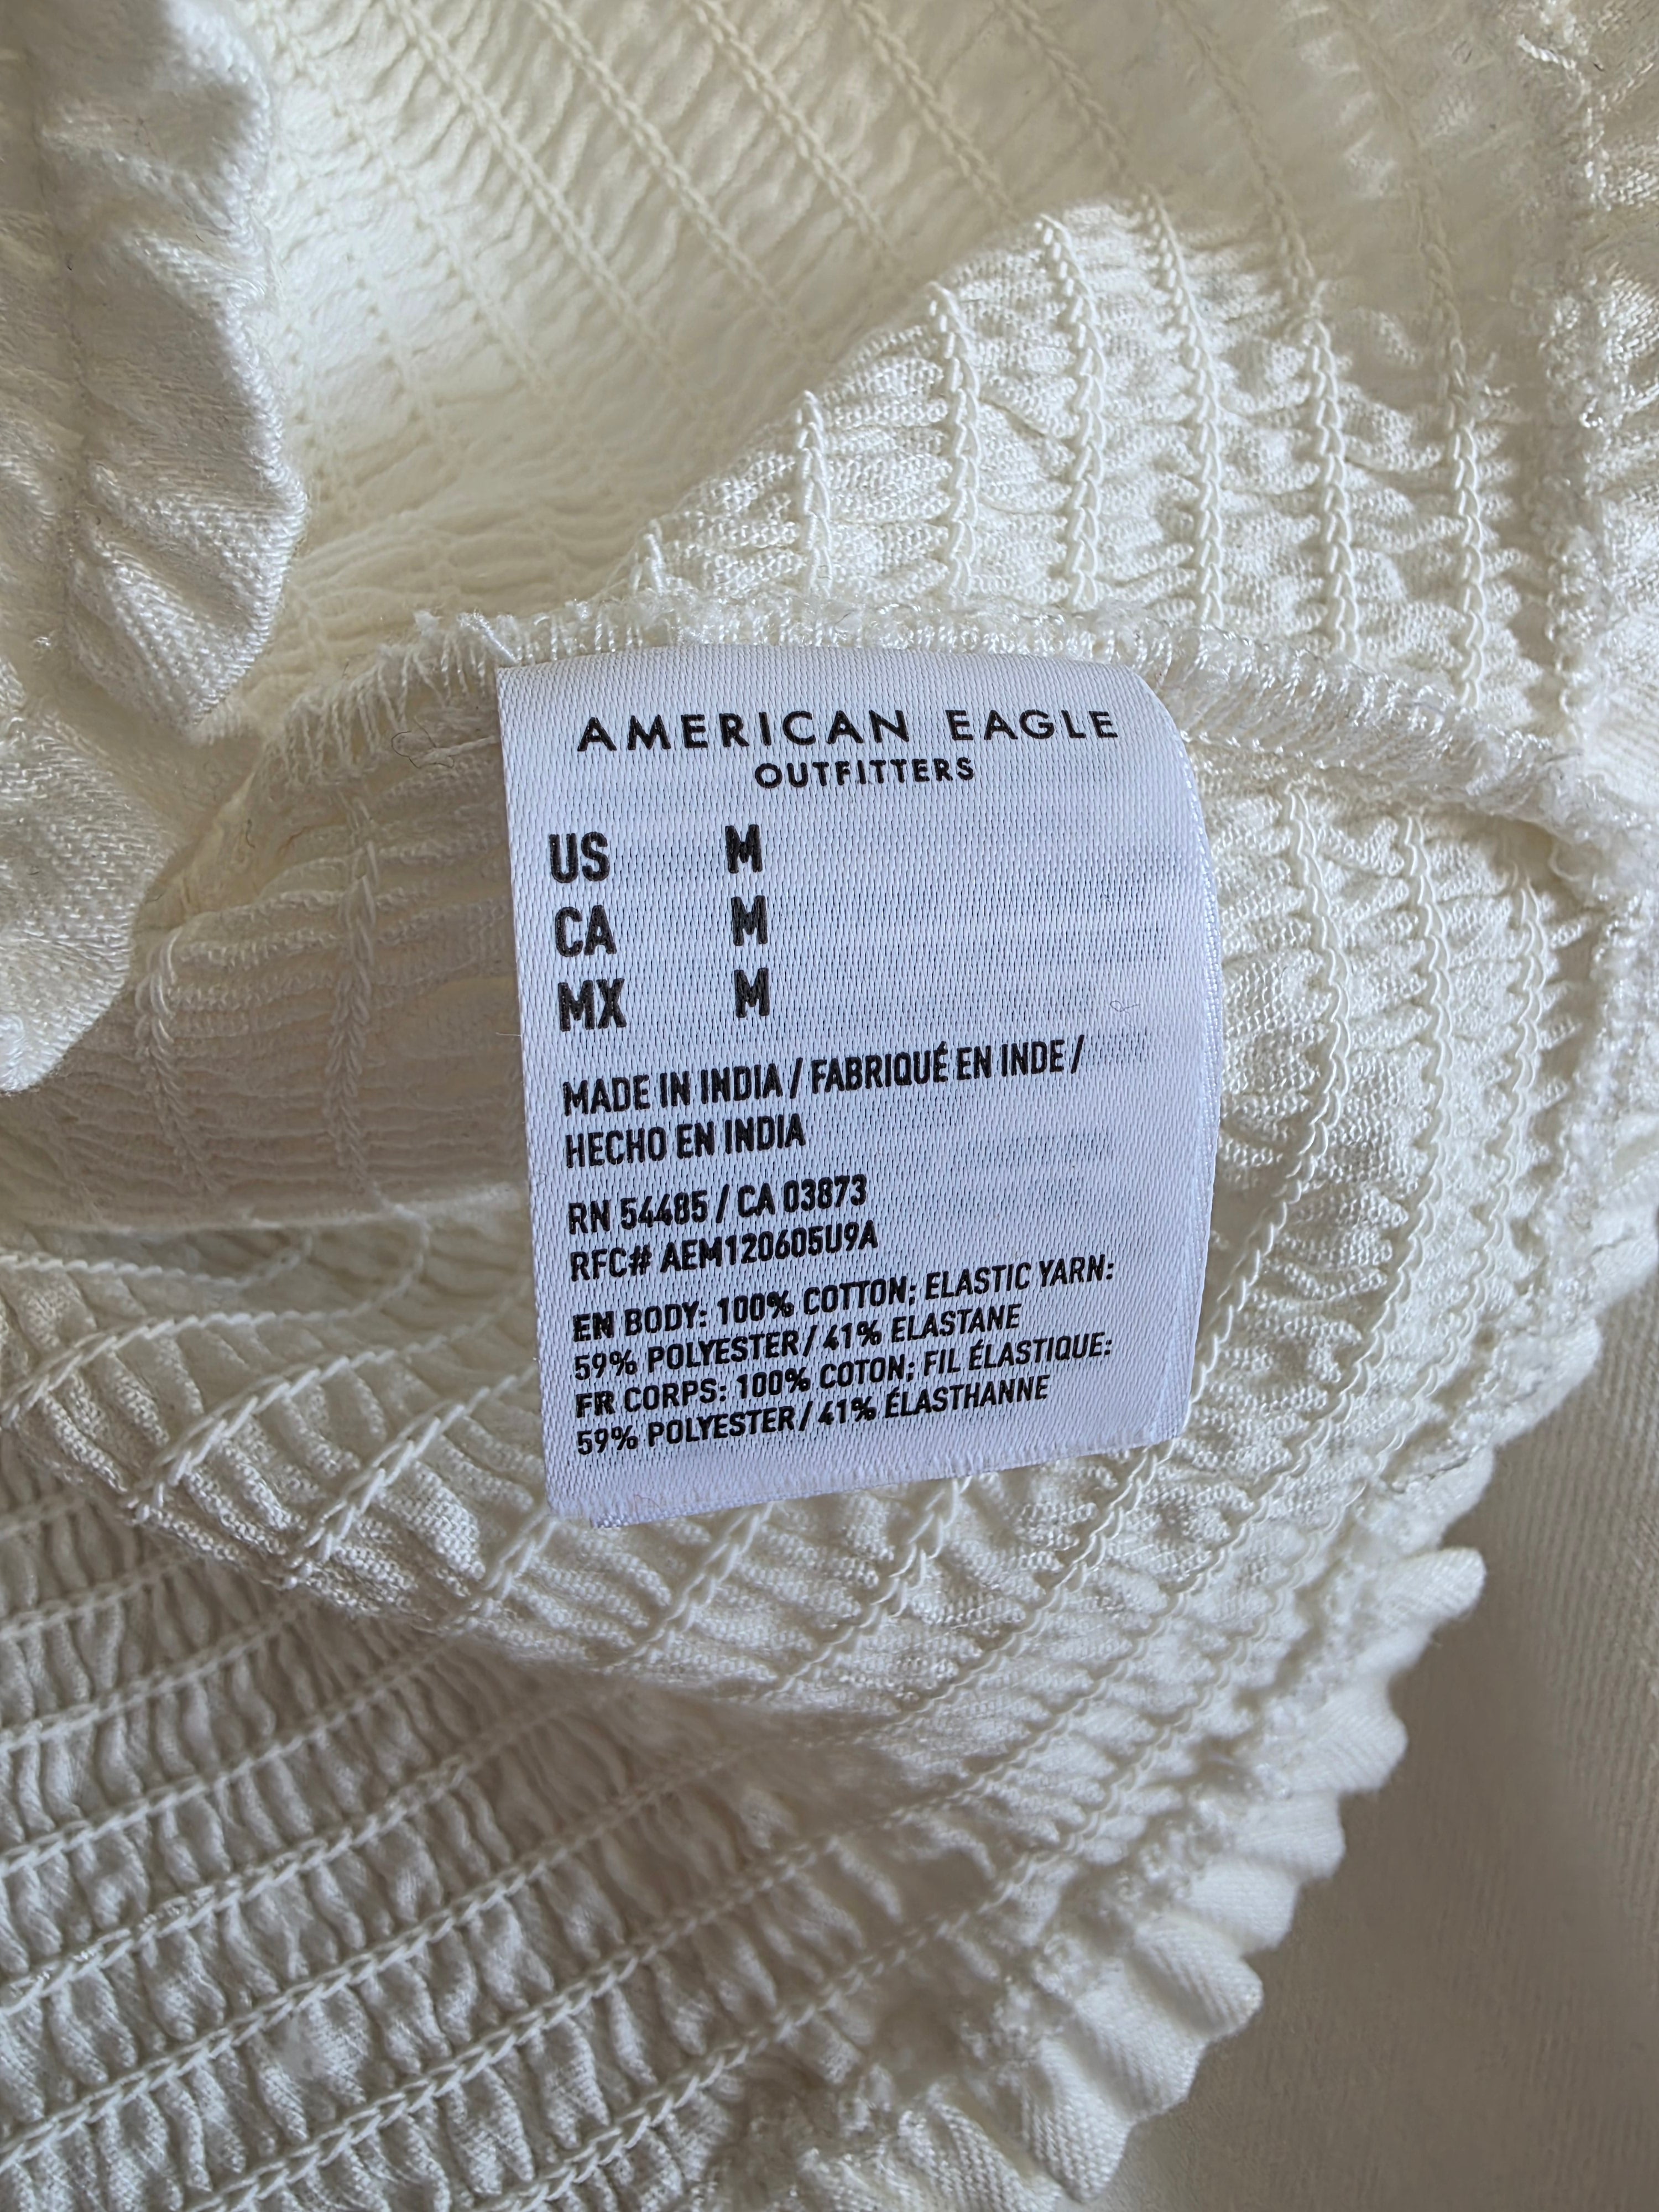 AMERICAN EAGLE
OUTFITTERS
US M
CA M
MX M
MADE IN INDIA / FABRIQUÉ EN INDE /
HECHO EN INDIA
RN 54485 / CA 03873
RFC# AEM120605U9A
EN BODY: 100% COTTON; ELASTIC YARN:
59% POLYESTER / 41% ELASTANE
FR CORPS: 100% COTON; FIL ÉLASTIQUE:
59% POLYESTER / 41% ÉLASTHANNE